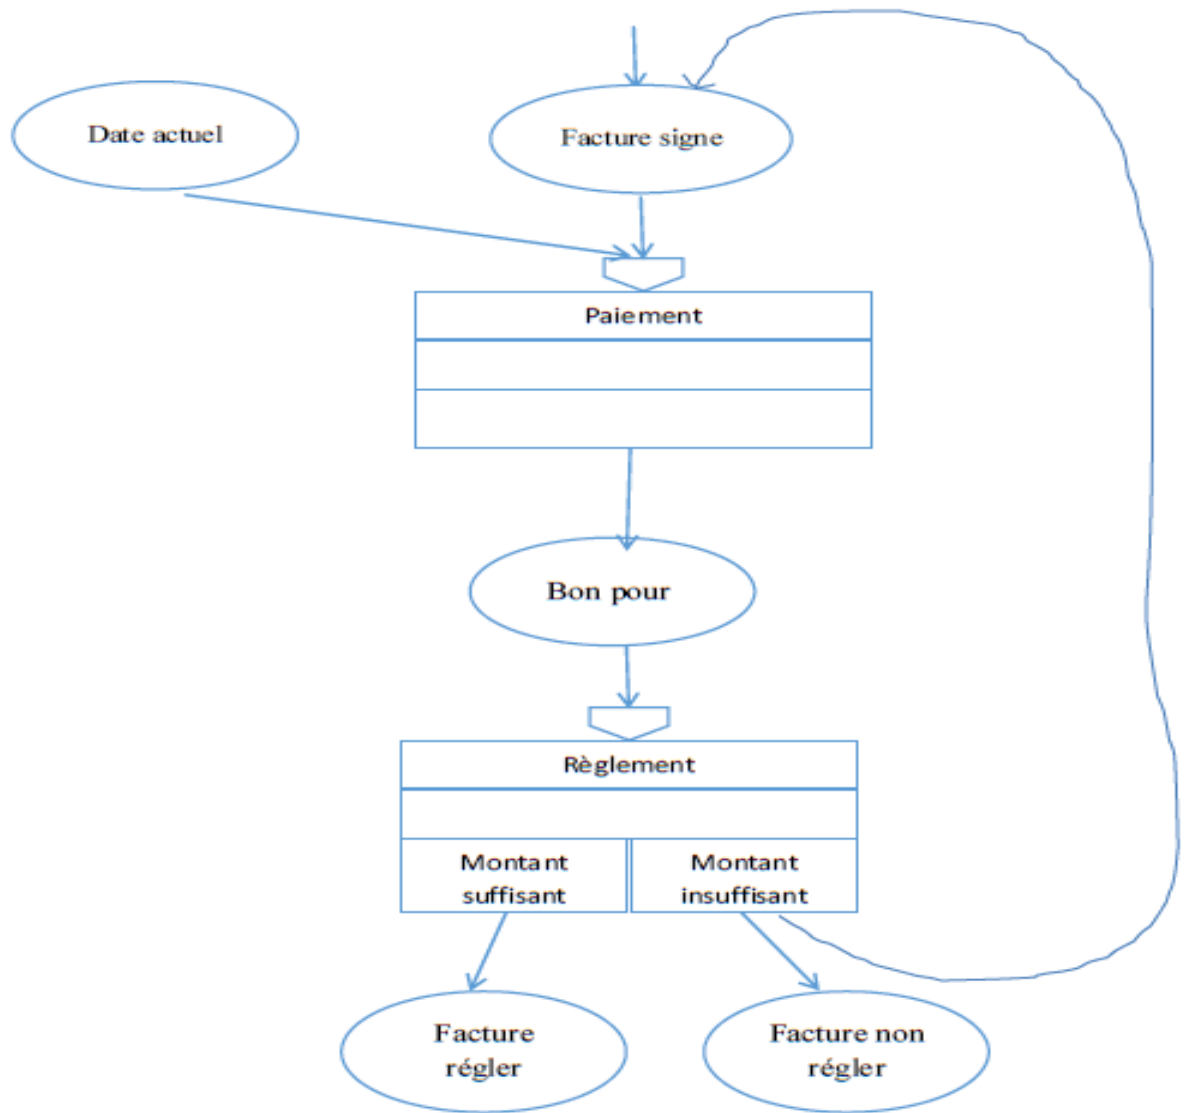 Date actuel
Facture signe
Paiement
Bon pour
Règlement
Montant
suffisant
Montant
insuffisant
Facture
régler
Facture non
régler